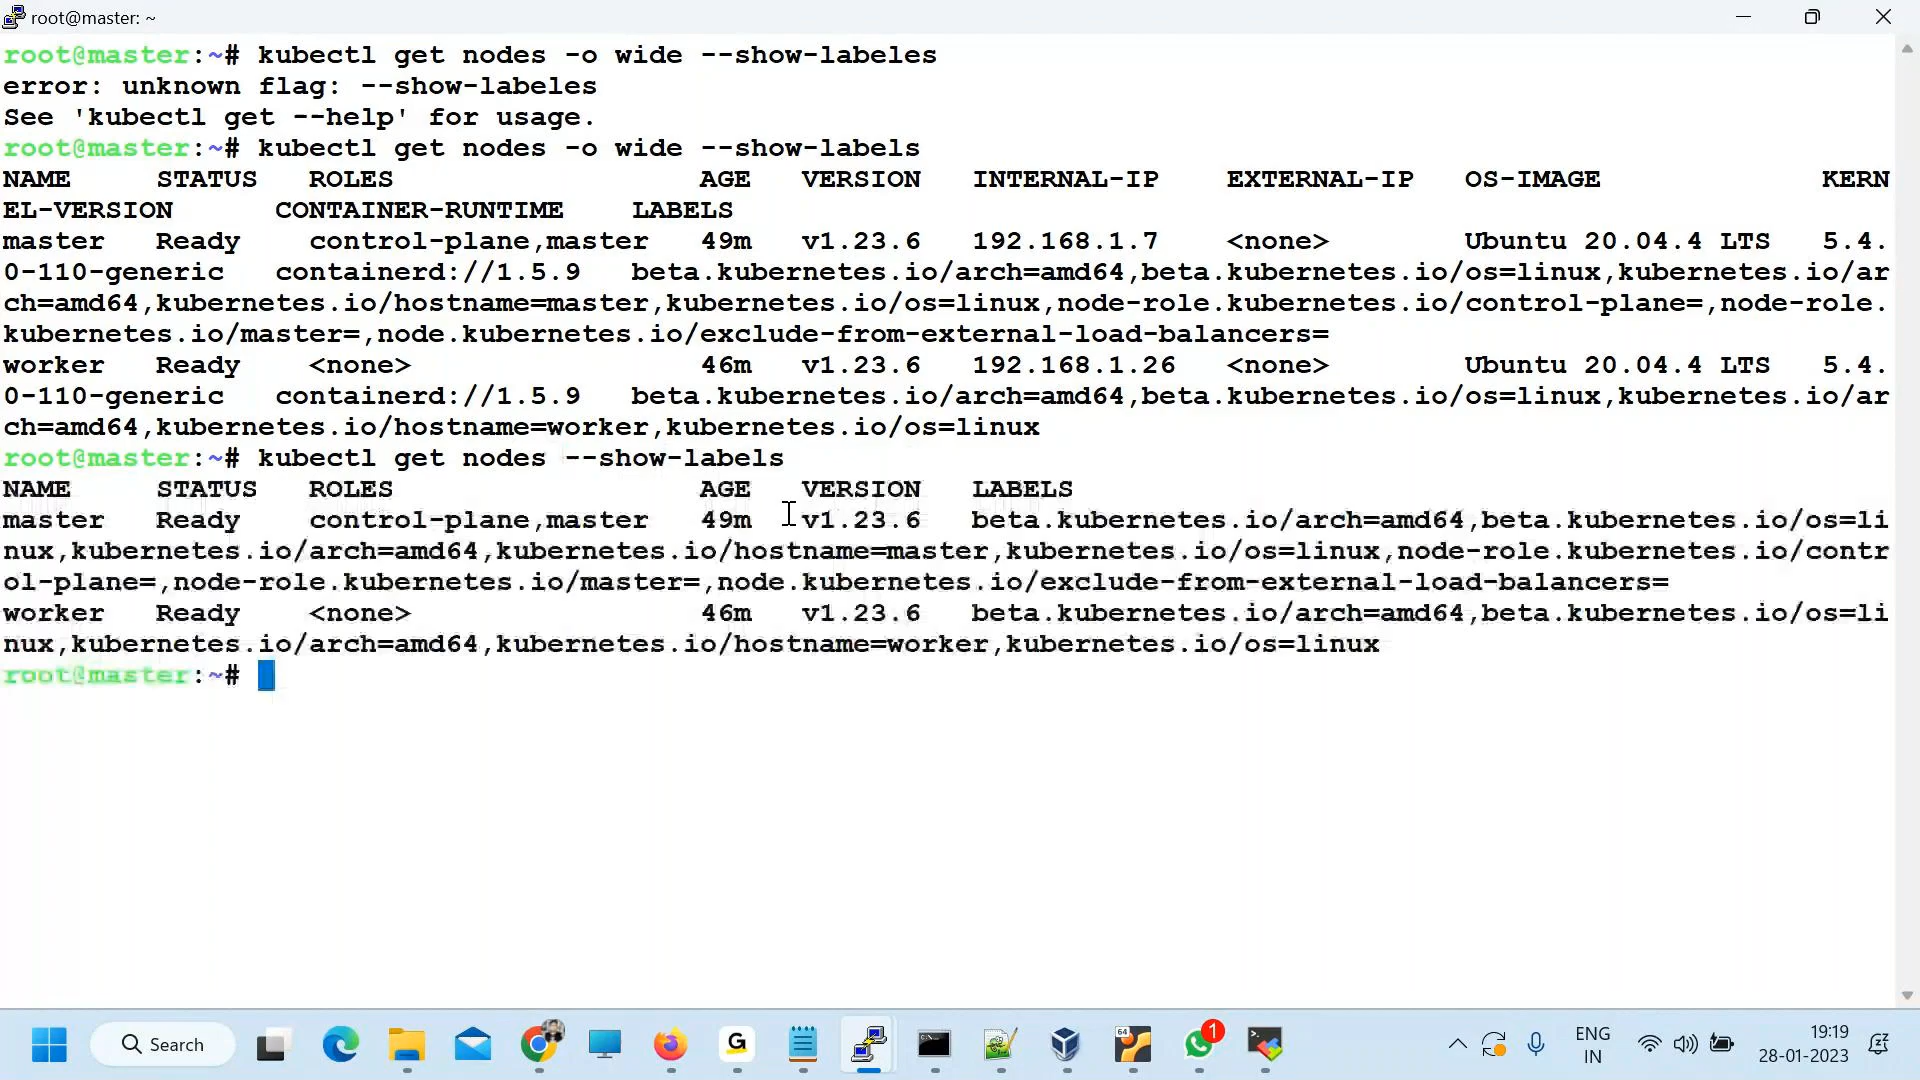 root@master: ~
root@master:~# kubectl get nodes -o wide --show-labeles
error: unknown flag: --show-labeles
See 'kubectl get --help' for usage.
root@master:~# kubectl get nodes -o wide --show-labels
NAME STATUS ROLES AGE VERSION INTERNAL-IP EXTERNAL-IP OS-IMAGE KERN
EL-VERSION CONTAINER-RUNTIME LABELS
master Ready control-plane,master 49m v1.23.6 192.168.1.7 <none> Ubuntu 20.04.4 LTS 5.4.
0-110-generic containerd://1.5.9 beta.kubernetes.io/arch=amd64,beta.kubernetes.io/os=linux,kubernetes.io/ar
ch=amd64,kubernetes.io/hostname=master,kubernetes.io/os=linux,node-role.kubernetes.io/control-plane=,node-role.
kubernetes.io/master=,node.kubernetes.io/exclude-from-external-load-balancers=
worker Ready <none> 46m v1.23.6 192.168.1.26 <none> Ubuntu 20.04.4 LTS 5.4.
0-110-generic containerd://1.5.9 beta.kubernetes.io/arch=amd64,beta.kubernetes.io/os=linux,kubernetes.io/ar
ch=amd64,kubernetes.io/hostname=worker,kubernetes.io/os=linux
root@master:~# kubectl get nodes --show-labels
NAME STATUS ROLES AGE VERSION LABELS
master Ready control-plane,master 49m v1.23.6 beta.kubernetes.io/arch=amd64,beta.kubernetes.io/os=li
nux,kubernetes.io/arch=amd64,kubernetes.io/hostname=master,kubernetes.io/os=linux,node-role.kubernetes.io/contr
ol-plane=,node-role.kubernetes.io/master=,node.kubernetes.io/exclude-from-external-load-balancers=
worker Ready <none> 46m v1.23.6 beta.kubernetes.io/arch=amd64,beta.kubernetes.io/os=li
nux,kubernetes.io/arch=amd64,kubernetes.io/hostname=worker,kubernetes.io/os=linux
root@master:~#
Search
G
64
1
ENG
IN
19:19
28-01-2023